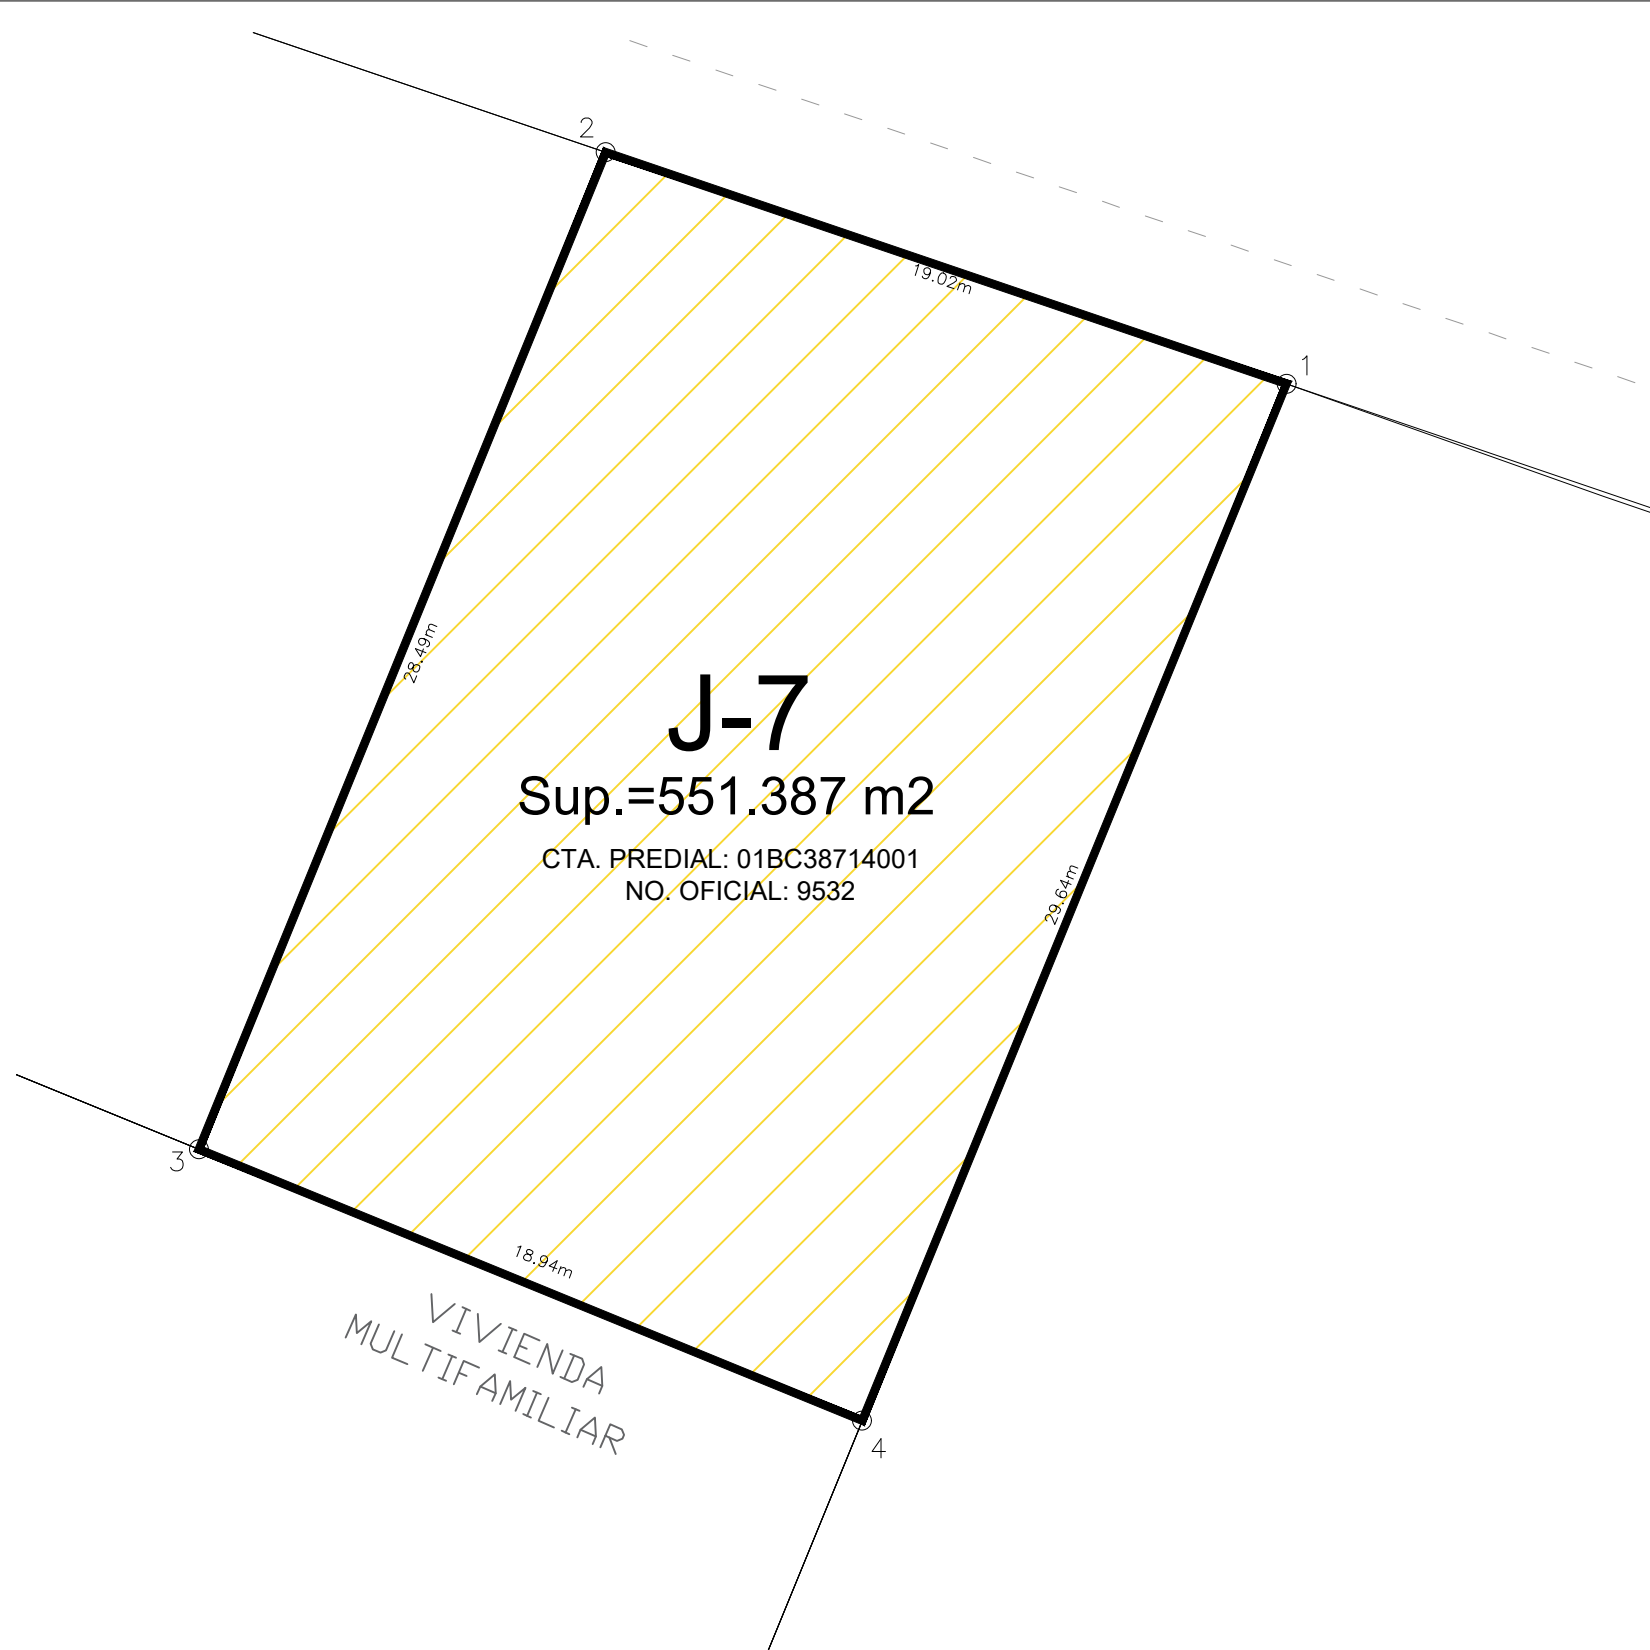 2
19.02m
1
28.49m
J-7
Sup.=551.387 m2
CTA. PREDIAL: 01BC38714001
NO. OFICIAL: 9532
29.64m
3
18.94m
VIVIENDA
MULTIFAMILIAR
4